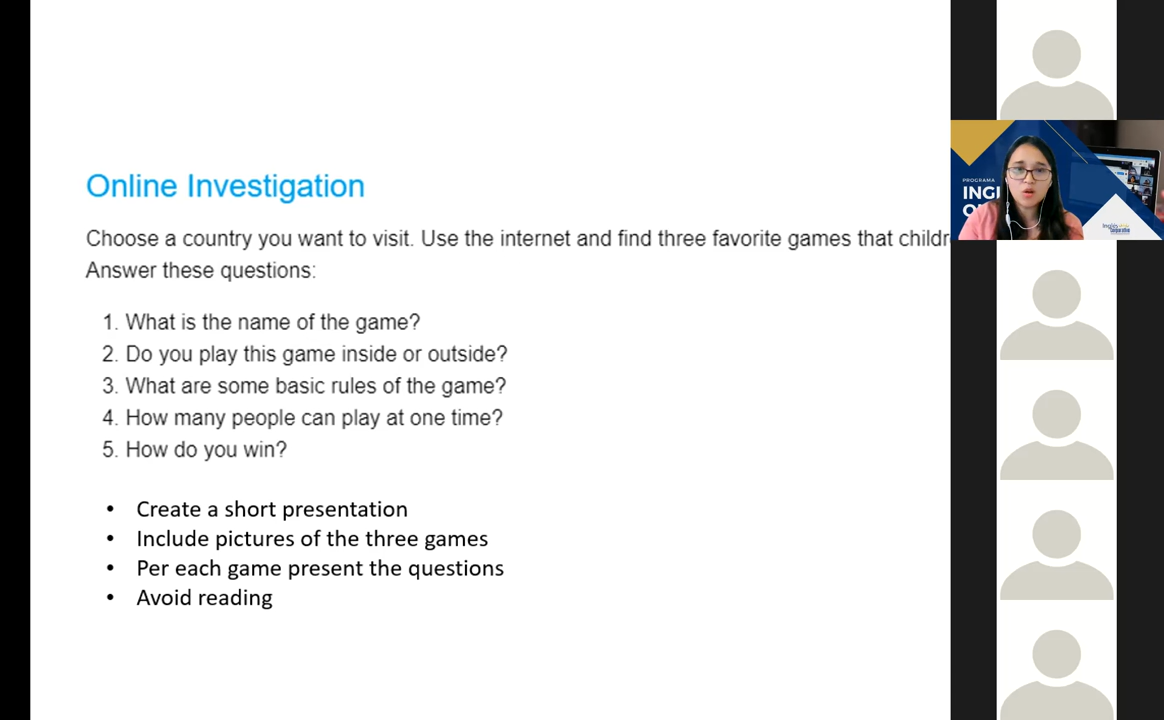 Online Investigation
Choose a country you want to visit. Use the internet and find three favorite games that childr
Answer these questions:
1. What is the name of the game?
2. Do you play this game inside or outside?
3. What are some basic rules of the game?
4. How many people can play at one time?
5. How do you win?
• Create a short presentation
• Include pictures of the three games
• Per each game present the questions
• Avoid reading
PROGRAMA
INGL
O
Inglés